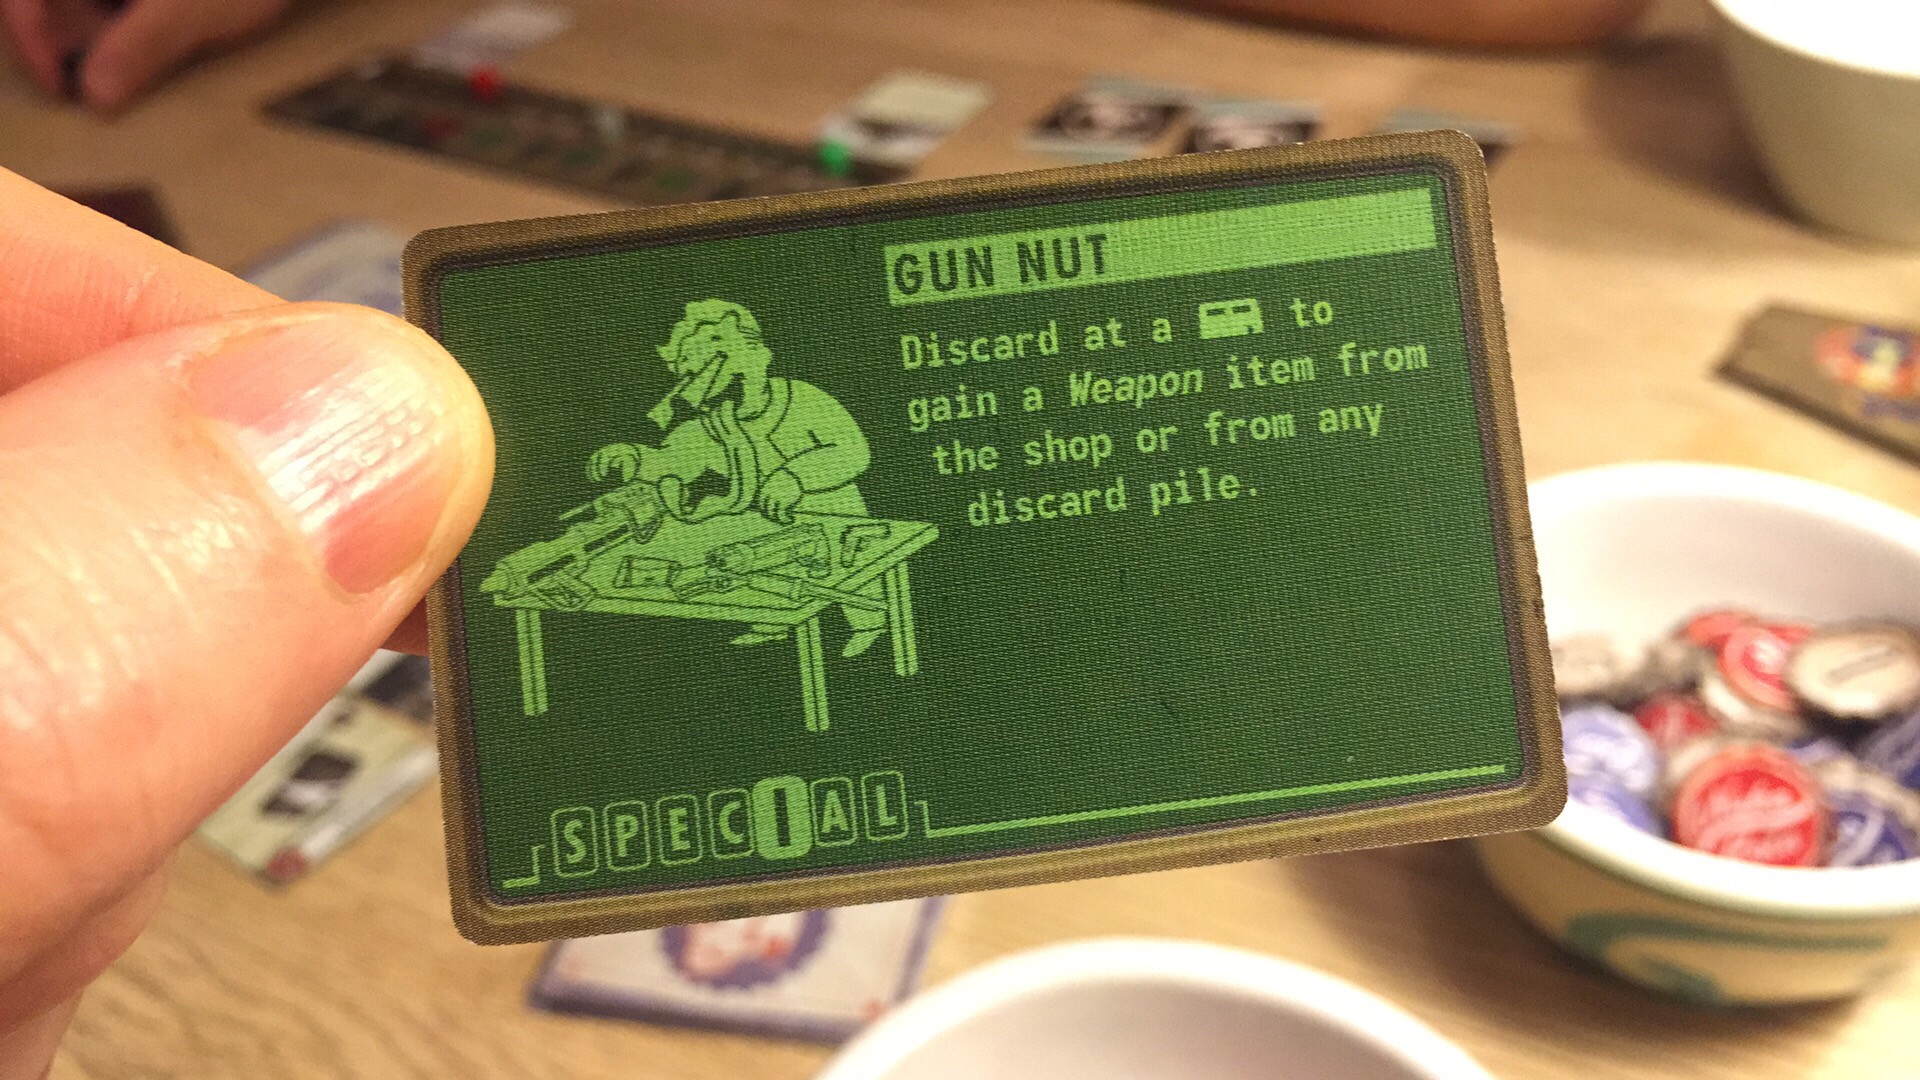 GUN NUT
Discard at a to
gain a Weapon item from
the shop or from any
discard pile.
SPECIAL